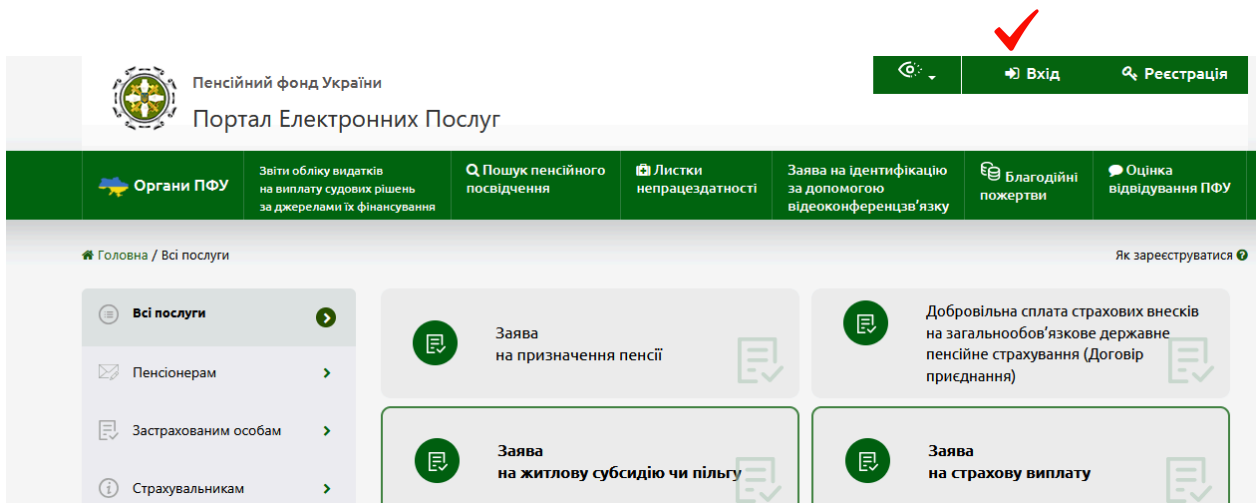 Вхід
Реєстрація
Пенсійний фонд України
Портал Електронних Послуг
Органи ПФУ
Звіти обліку видатків
на виплату судових рішень
за джерелами їх фінансування
Пошук пенсійного
посвідчення
Листки
непрацездатності
Заява на ідентифікацію
за допомогою
відеоконференцзв'язку
Благодійні
пожертви
Оцінка
відвідування ПФУ
Головна / Всі послуги
Як зареєструватися
Всі послуги
Пенсіонерам
Застрахованим особам
Страхувальникам
Заява
на призначення пенсії
Добровільна сплата страхових внесків
на загальнообов'язкове державне
пенсійне страхування (Договір
приєднання)
Заява
на житлову субсидію чи пільгу
Заява
на страхову виплату